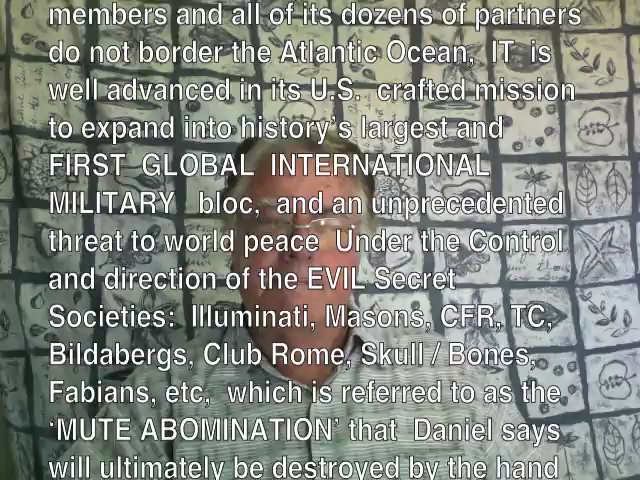 members and all of its dozens of partners
do not border the Atlantic Ocean, IT is
well advanced in its U.S. crafted mission
to expand into history's largest and
FIRST GLOBAL INTERNATIONAL
MILITARY bloc, and an unprecedented
threat to world peace Under the Control
and direction of the EVIL Secret
Societies: Illuminati, Masons, CFR, TC,
Bildabergs, Club Rome, Skull / Bones,
Fabians, etc, which is referred to as the
‘MUTE ABOMINATION’ that Daniel says
will ultimately be destroyed by the hand